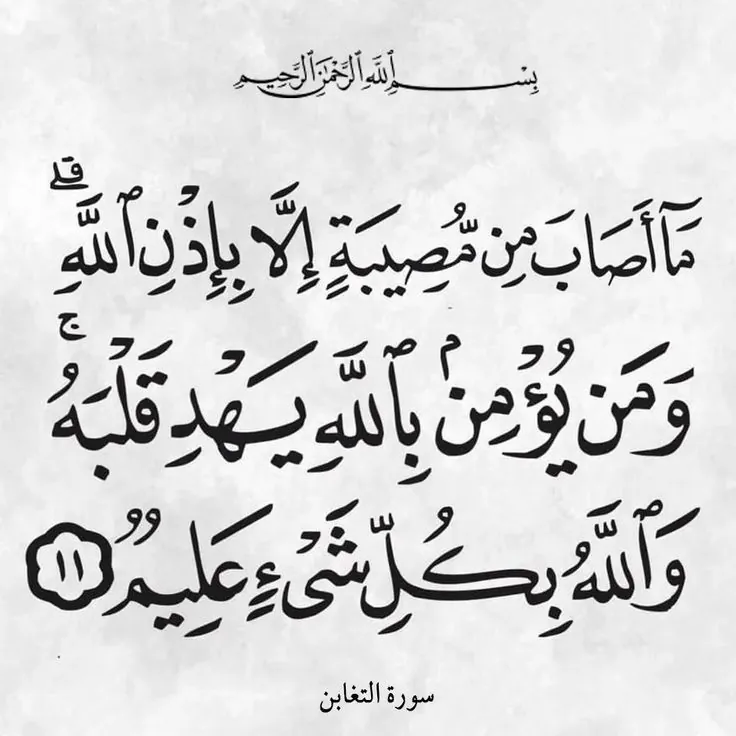 بِسْمِ ٱللَّهِ ٱلرَّحْمَٰنِ ٱلرَّحِيمِ
مَآ أَصَابَ مِن مُّصِيبَةٍ إِلَّا بِإِذْنِ ٱللَّهِ ۗ
وَمَن يُؤْمِنۢ بِٱللَّهِ يَهْدِ قَلْبَهُۥ ۚ
وَٱللَّهُ بِكُلِّ شَىْءٍ عَلِيمٌ ١١
سورة التغابن